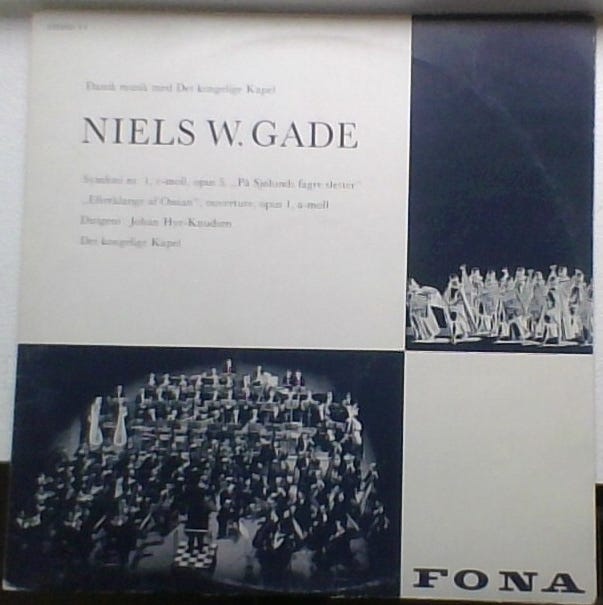 Dansk musik med Det kongelige Kapel
NIELS W. GADE
Symfoni nr. 1, c-moll, opus 5, „På Sjølunds fagre sletter"
„Efterklange af Ossian", ouverture, opus 1, a-moll
Dirigent: Johan Hye-Knudsen
Det kongelige Kapel
FONA